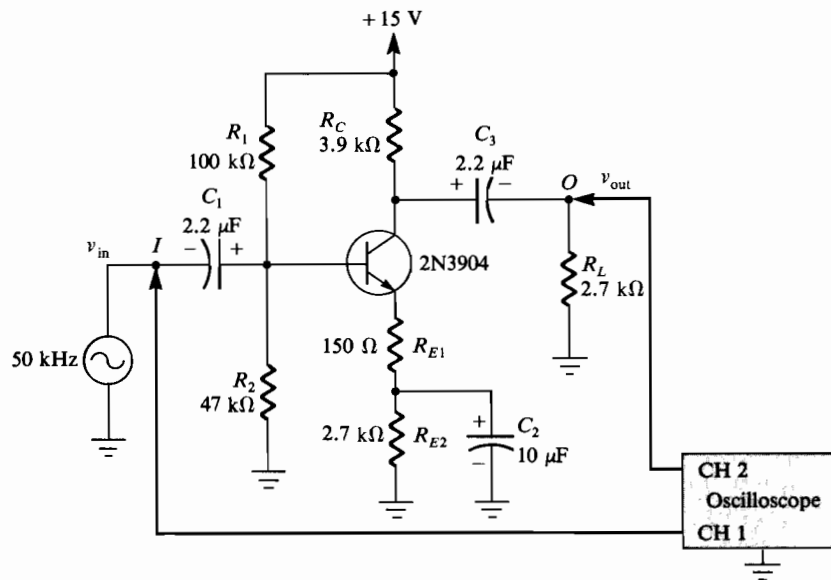 +15 V
R1
100 kΩ
RC
3.9 kΩ
C3
2.2 µF
+ −
O
vout
C1
2.2 µF
vin
I
− +
2N3904
RL
2.7 kΩ
50 kHz
150 Ω
RE1
R2
47 kΩ
2.7 kΩ
RE2
+
−
C2
10 µF
CH 2
Oscilloscope
CH 1